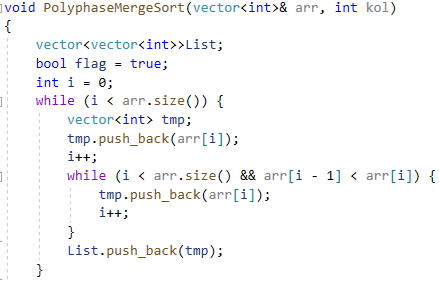 void PolyphaseMergeSort(vector<int>& arr, int kol)
{
vector<vector<int>>List;
bool flag = true;
int i = 0;
while (i < arr.size()) {
vector<int> tmp;
tmp.push_back(arr[i]);
i++;
while (i < arr.size() && arr[i - 1] < arr[i]) {
tmp.push_back(arr[i]);
i++;
}
List.push_back(tmp);
}